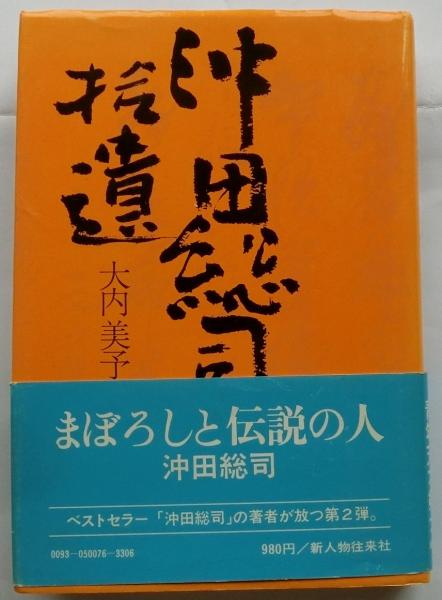 沖田総司
拾遺
大内美予
まぼろしと伝説の人
沖田総司
ベストセラー「沖田総司」の著者が放つ第2弾。
0093-050076-3306
980円/新人物往来社